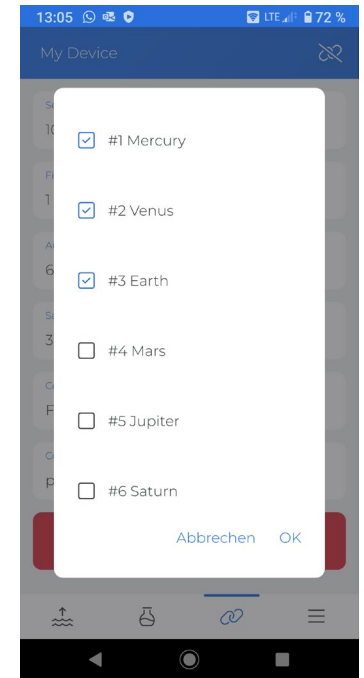 13:05 LTE 72 %
My Device
#1 Mercury
#2 Venus
#3 Earth
#4 Mars
#5 Jupiter
#6 Saturn
Abbrechen OK